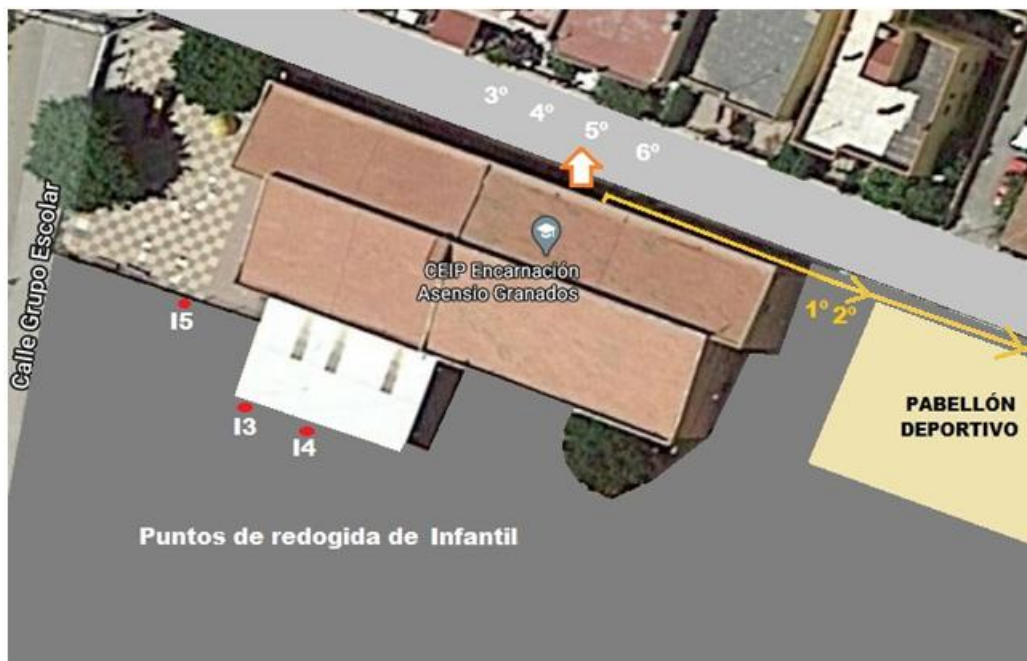 3º
4º
5º
6º
CEIP Encarnación
Asensio Granados
Calle Grupo Escolar
1º 2º
I5
PABELLÓN
DEPORTIVO
I3
I4
Puntos de redogida de Infantil